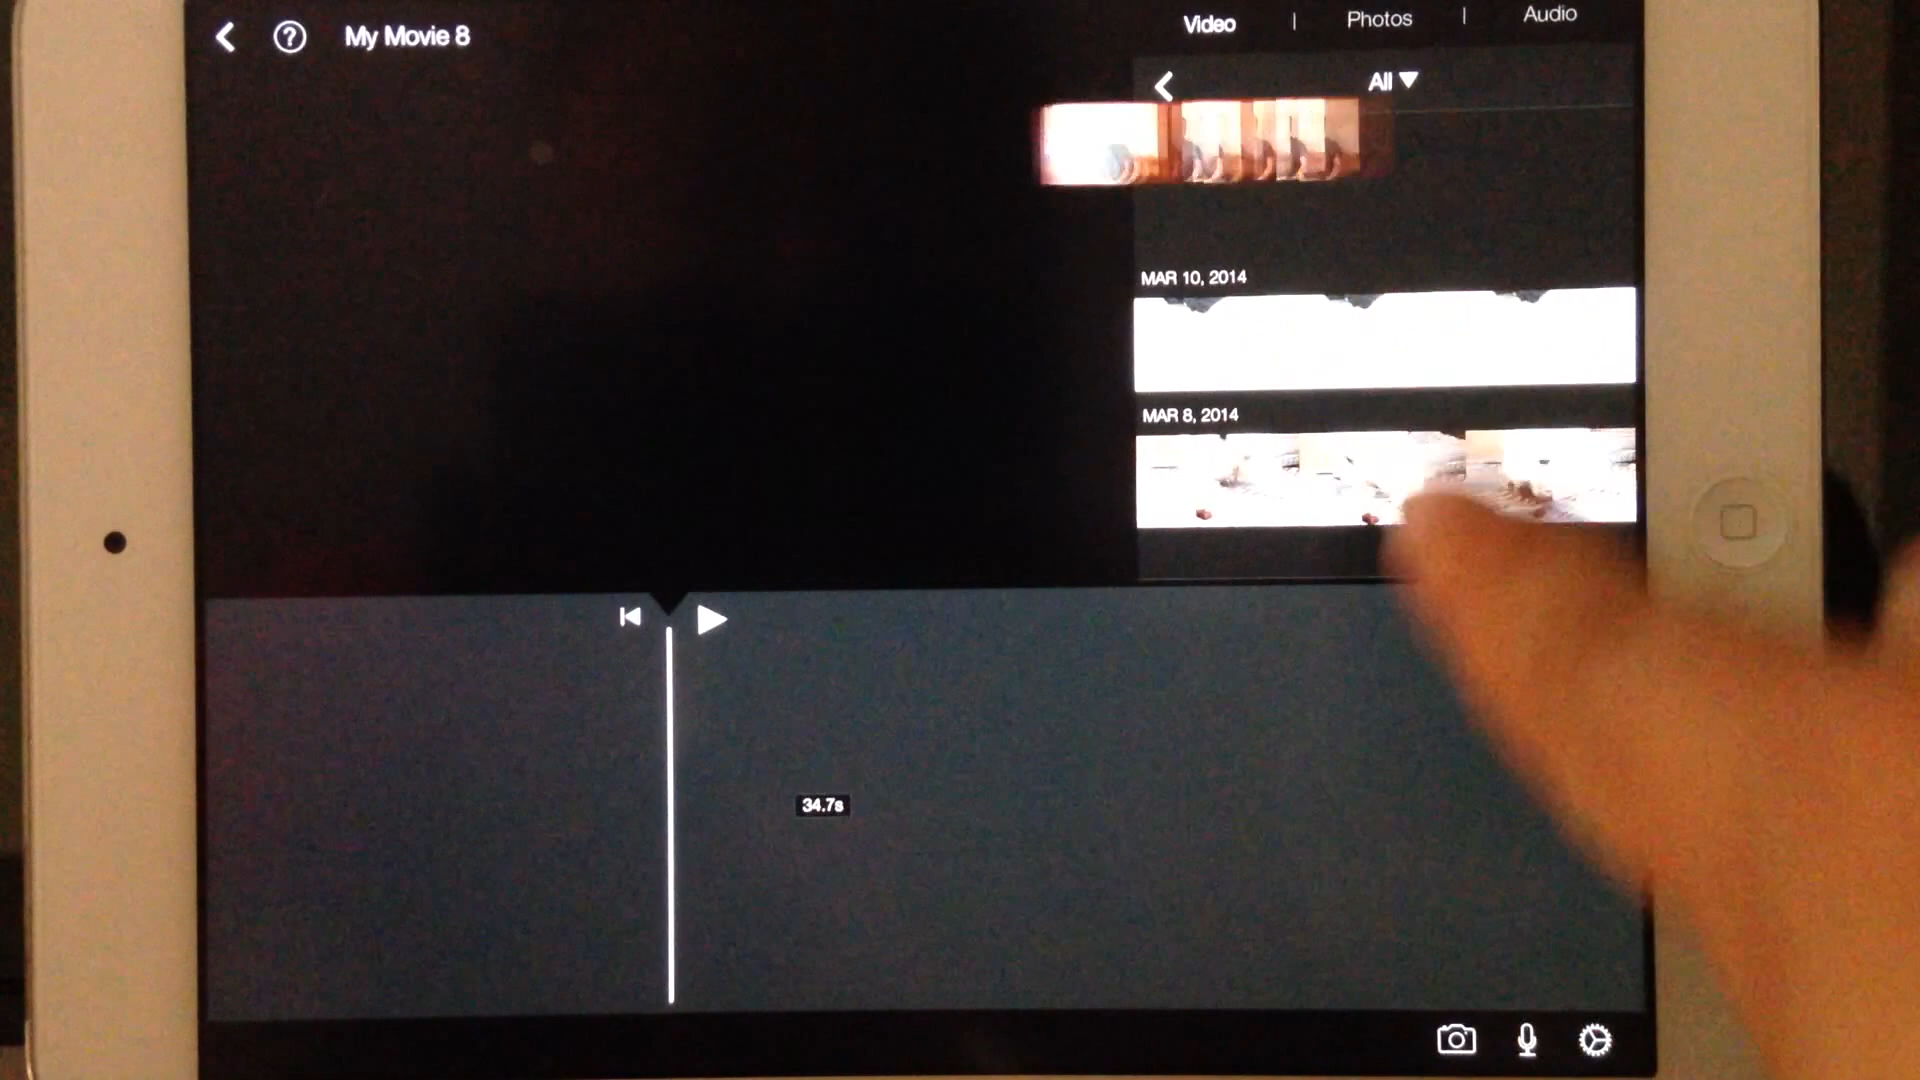 My Movie 8
Video | Photos | Audio
All
MAR 10, 2014
MAR 8, 2014
34.7s